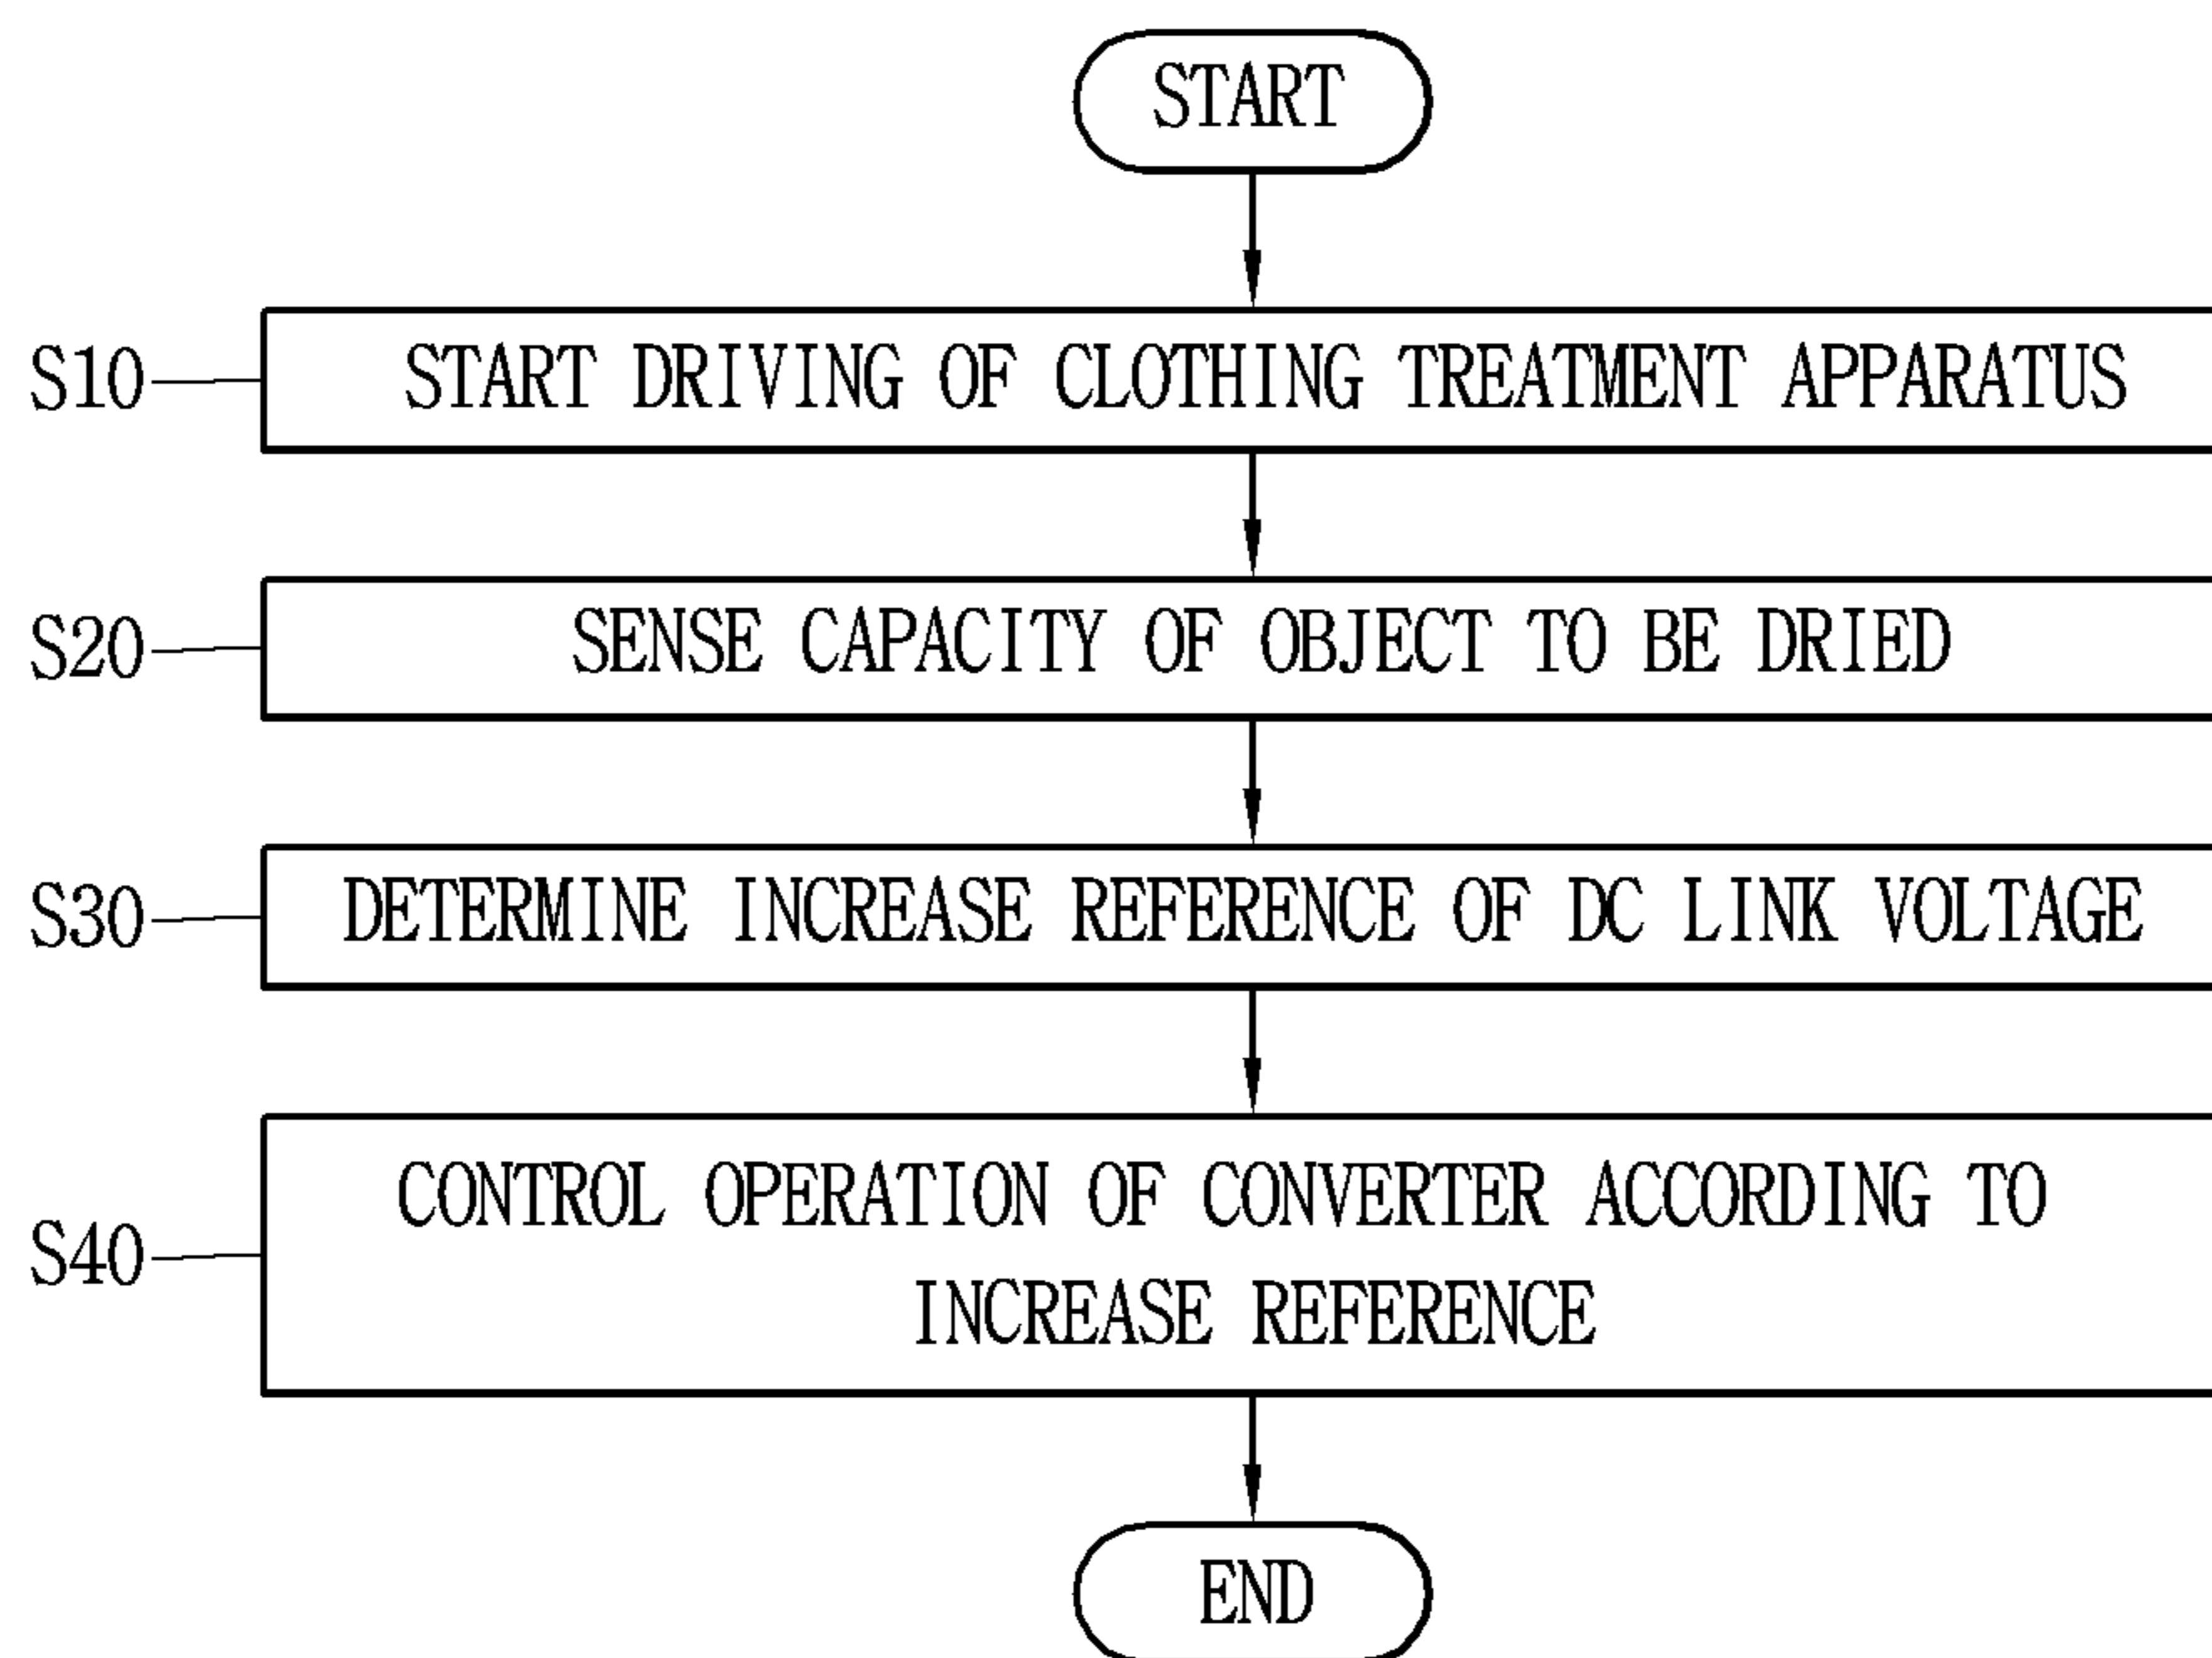 START
S10 START DRIVING OF CLOTHING TREATMENT APPARATUS
S20 SENSE CAPACITY OF OBJECT TO BE DRIED
S30 DETERMINE INCREASE REFERENCE OF DC LINK VOLTAGE
S40 CONTROL OPERATION OF CONVERTER ACCORDING TO
INCREASE REFERENCE
END